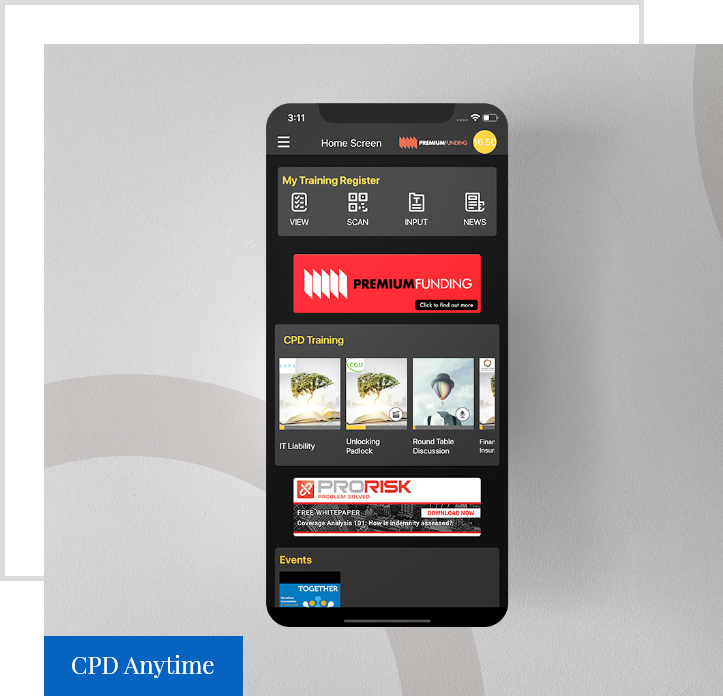 3:11
Home Screen
PREMIUMFUNDING
16.50
My Training Register
VIEW
SCAN
INPUT
NEWS
PREMIUMFUNDING
Click to find out more
CPD Training
CGU
IT Liability
Unlocking
Padlock
Round Table
Discussion
Finan
Insur
PRORISK
PROBLEM SOLVED
FREE WHITEPAPER
DOWNLOAD NOW
Coverage Analysis 101: How is indemnity assessed?
Events
TOGETHER
CPD Anytime